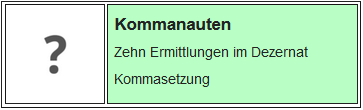 ?
Kommanauten
Zehn Ermittlungen im Dezernat
Kommasetzung